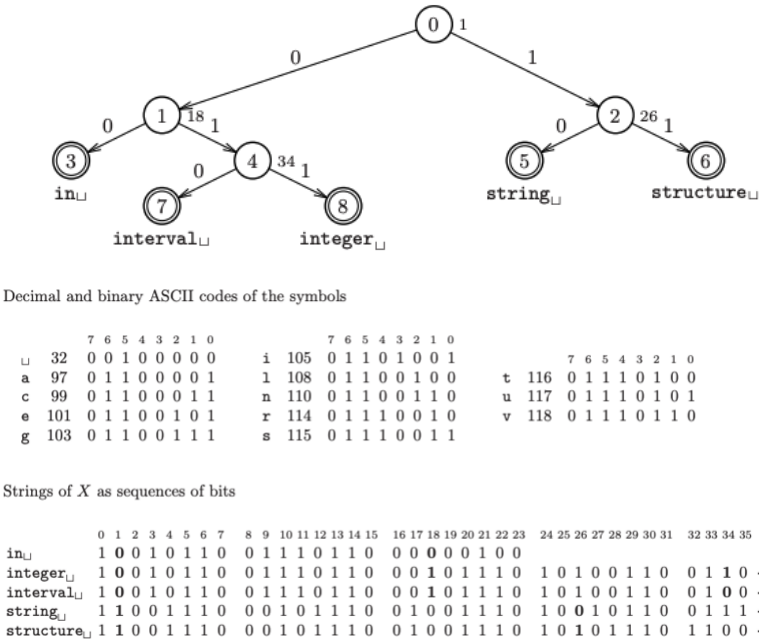 0 1
0 1
1 18 2 26
0 1 0 1
3 4 34 5 6
in␣ 0 1 string␣ structure␣
7 8
interval␣ integer␣
Decimal and binary ASCII codes of the symbols
7 6 5 4 3 2 1 0 7 6 5 4 3 2 1 0
␣ 32 0 0 1 0 0 0 0 0 i 105 0 1 1 0 1 0 0 1 7 6 5 4 3 2 1 0
a 97 0 1 1 0 0 0 0 1 l 108 0 1 1 0 0 1 0 0 t 116 0 1 1 1 0 1 0 0
c 99 0 1 1 0 0 0 1 1 n 110 0 1 1 0 0 1 1 0 u 117 0 1 1 1 0 1 0 1
e 101 0 1 1 0 0 1 0 1 r 114 0 1 1 1 0 0 1 0 v 118 0 1 1 1 0 1 1 0
g 103 0 1 1 0 0 1 1 1 s 115 0 1 1 1 0 0 1 1
Strings of X as sequences of bits
0 1 2 3 4 5 6 7 8 9 10 11 12 13 14 15 16 17 18 19 20 21 22 23 24 25 26 27 28 29 30 31 32 33 34 35
in␣ 1 0 0 1 0 1 1 0 0 1 1 1 0 1 1 0 0 0 0 0 0 1 0 0
integer␣ 1 0 0 1 0 1 1 0 0 1 1 1 0 1 1 0 0 0 1 0 1 1 1 0 1 0 1 0 0 1 1 0 0 1 1 0 ·
interval␣ 1 0 0 1 0 1 1 0 0 1 1 1 0 1 1 0 0 0 1 0 1 1 1 0 1 0 1 0 0 1 1 0 0 1 0 0 ·
string␣ 1 1 0 0 1 1 1 0 0 0 1 0 1 1 1 0 0 1 0 0 1 1 1 0 1 0 0 1 0 1 1 0 0 1 1 1 ·
structure␣ 1 1 0 0 1 1 1 0 0 0 1 0 1 1 1 0 0 1 0 0 1 1 1 0 1 0 1 0 1 1 1 0 1 1 0 0 ·